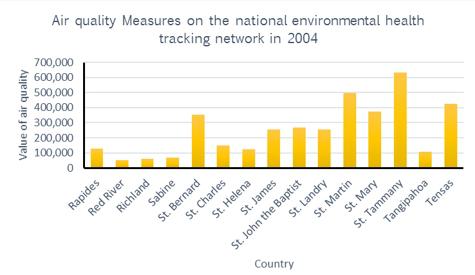 Air quality Measures on the national environmental health
tracking network in 2004
Value of air quality
700,000
600,000
500,000
400,000
300,000
200,000
100,000
0
Rapides
Red River
Richland
Sabine
St. Bernard
St. Charles
St. Helena
St. James
St. John the Baptist
St. Landry
St. Martin
St. Mary
St. Tammany
Tangipahoa
Tensas
Country